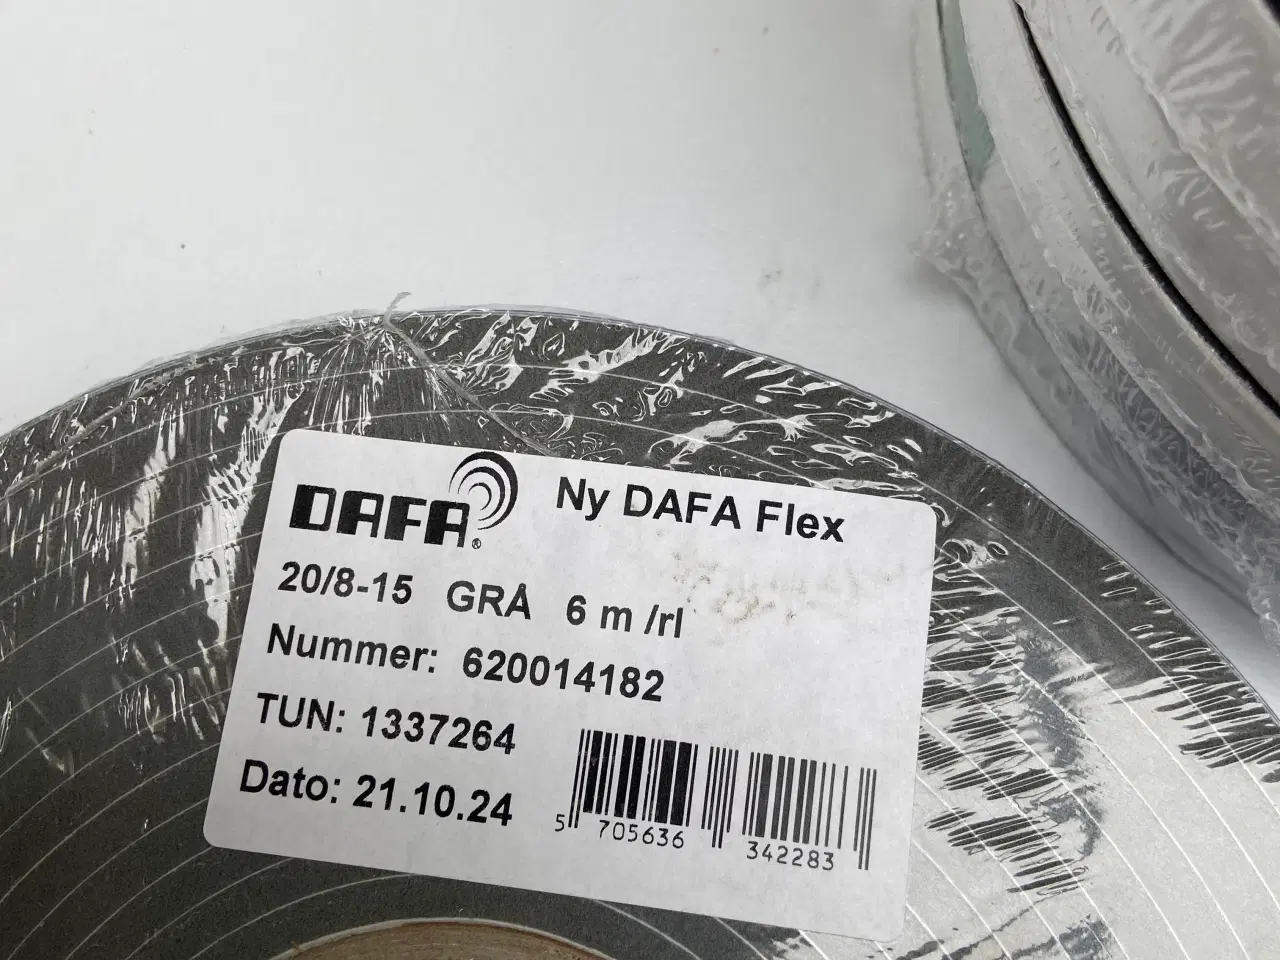 DAFA® Ny DAFA Flex
20/8-15 GRÅ 6 m /rl
Nummer: 620014182
TUN: 1337264
Dato: 21.10.24
5 705636 342283